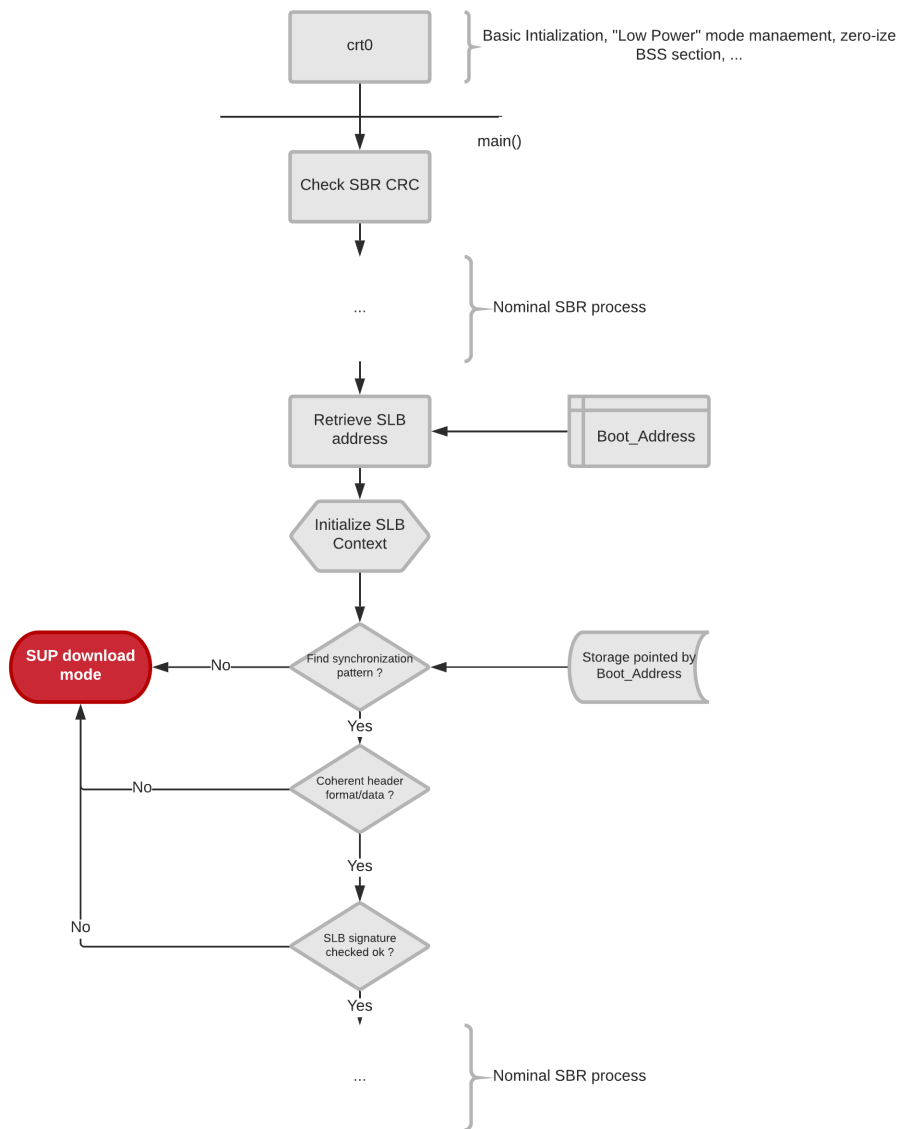 crt0
Basic Intialization, "Low Power" mode manaement, zero-ize
BSS section, ...
main()
Check SBR CRC
...
Nominal SBR process
Retrieve SLB
address
Boot_Address
Initialize SLB
Context
SUP download
mode
No
Find synchronization
pattern ?
Storage pointed by
Boot_Address
Yes
No
Coherent header
format/data ?
Yes
No
SLB signature
checked ok ?
Yes
...
Nominal SBR process